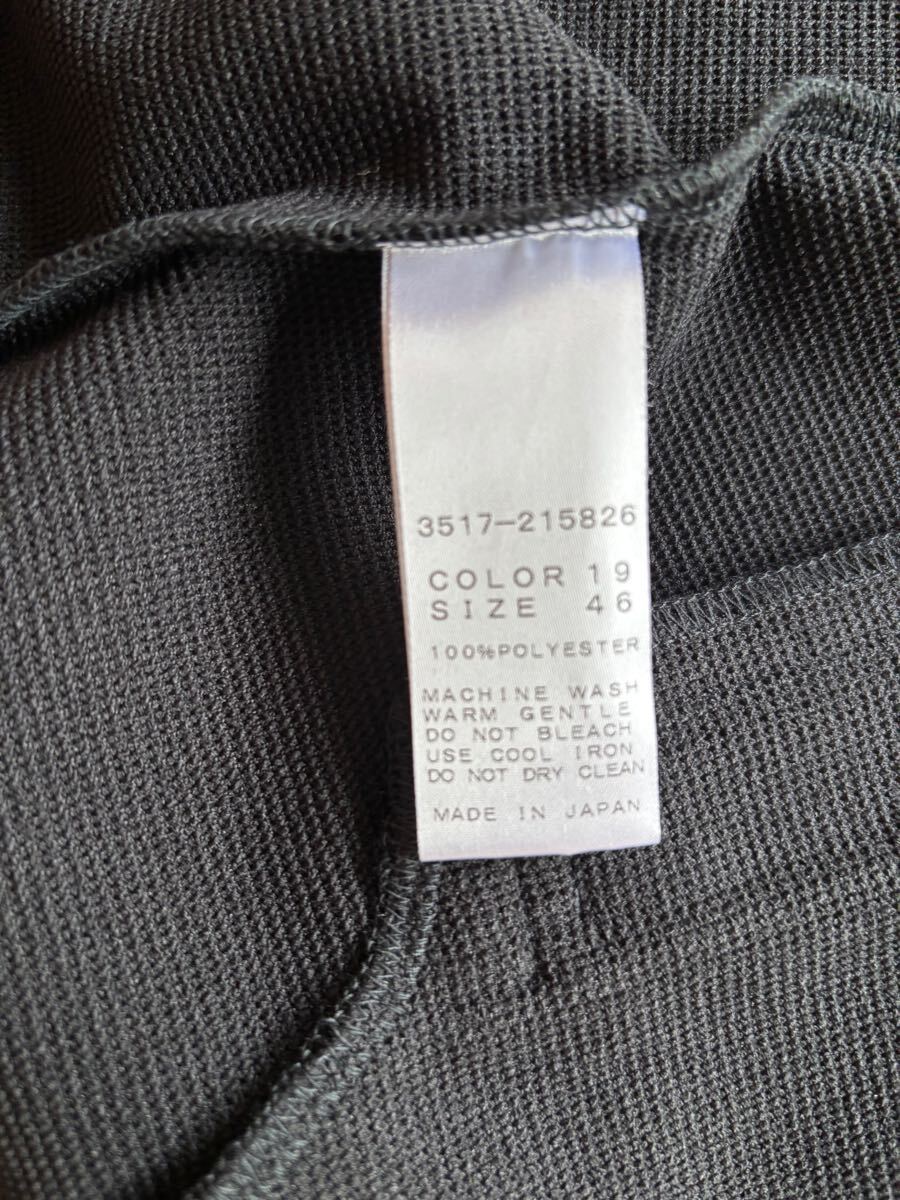 3517-215826
COLOR 19
SIZE 46
100%POLYESTER
MACHINE WASH
WARM GENTLE
DO NOT BLEACH
USE COOL IRON
DO NOT DRY CLEAN
MADE IN JAPAN